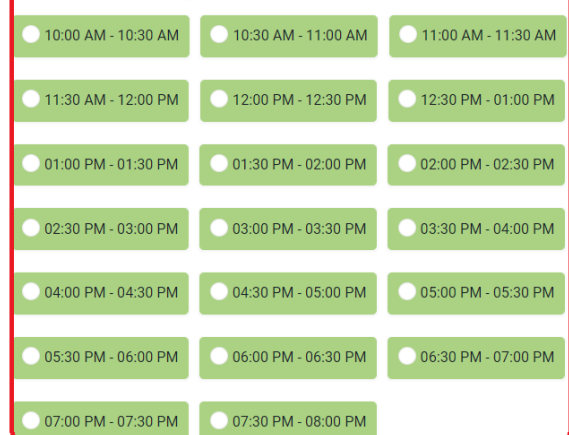 10:00 AM - 10:30 AM 10:30 AM - 11:00 AM 11:00 AM - 11:30 AM
11:30 AM - 12:00 PM 12:00 PM - 12:30 PM 12:30 PM - 01:00 PM
01:00 PM - 01:30 PM 01:30 PM - 02:00 PM 02:00 PM - 02:30 PM
02:30 PM - 03:00 PM 03:00 PM - 03:30 PM 03:30 PM - 04:00 PM
04:00 PM - 04:30 PM 04:30 PM - 05:00 PM 05:00 PM - 05:30 PM
05:30 PM - 06:00 PM 06:00 PM - 06:30 PM 06:30 PM - 07:00 PM
07:00 PM - 07:30 PM 07:30 PM - 08:00 PM